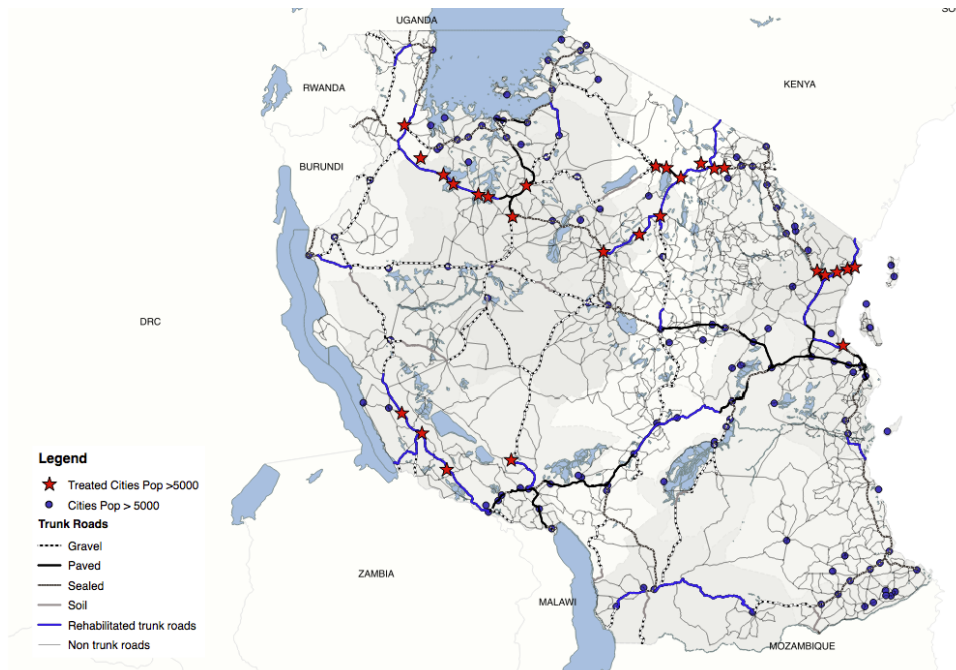 SO
UGANDA
RWANDA
KENYA
BURUNDI
DRC
Legend
Treated Cities Pop >5000
Cities Pop > 5000
Trunk Roads
Gravel
Paved
Sealed
Soil
Rehabilitated trunk roads
Non trunk roads
ZAMBIA
MALAWI
MOZAMBIQUE